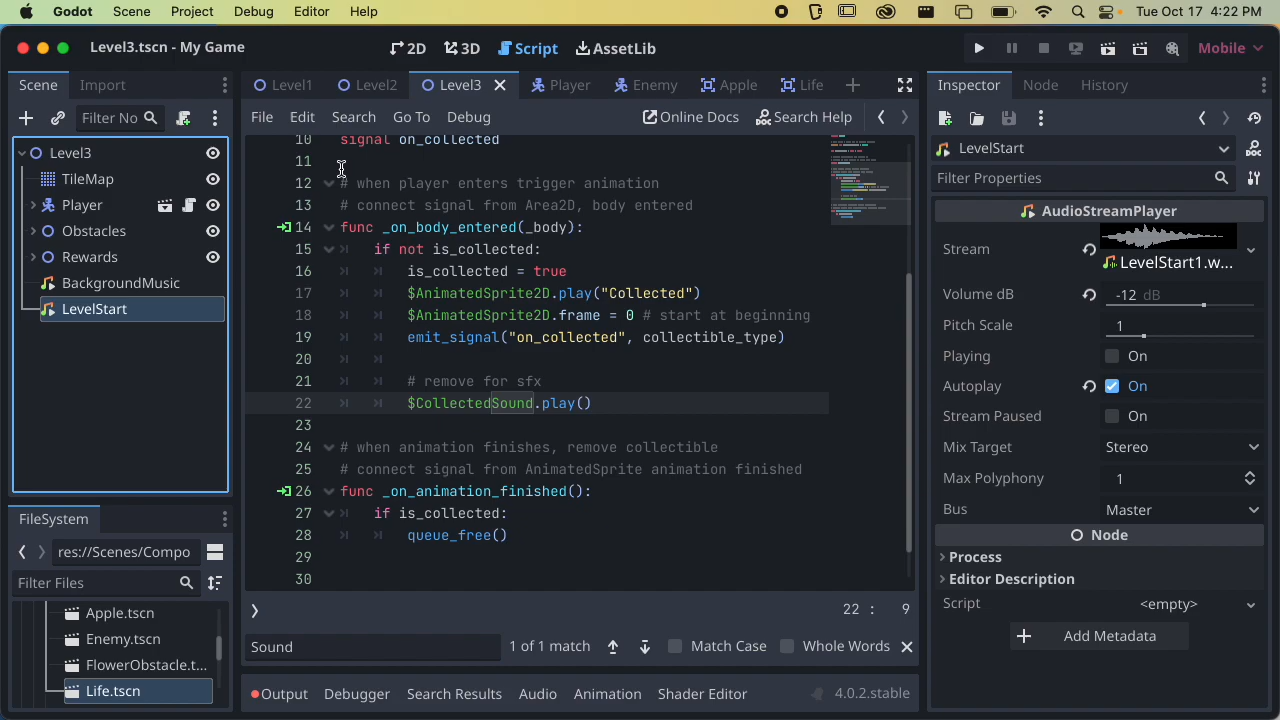 Godot Scene Project Debug Editor Help Tue Oct 17 4:22 PM
Level3.tscn - My Game 2D 3D Script AssetLib Mobile
Scene Import
Filter No
Level3
TileMap
Player
Obstacles
Rewards
BackgroundMusic
LevelStart
FileSystem
res://Scenes/Compo
Filter Files
Apple.tscn
Enemy.tscn
FlowerObstacle.t...
Life.tscn
Level1 Level2 Level3 Player Enemy Apple Life
File Edit Search Go To Debug Online Docs Search Help
10 signal on_collected
11
12 # when player enters trigger animation
13 # connect signal from Area2D, body entered
14 func _on_body_entered(_body):
15 if not is_collected:
16 is_collected = true
17 $AnimatedSprite2D.play("Collected")
18 $AnimatedSprite2D.frame = 0 # start at beginning
19 emit_signal("on_collected", collectible_type)
20
21 # remove for sfx
22 $CollectedSound.play()
23
24 # when animation finishes, remove collectible
25 # connect signal from AnimatedSprite animation finished
26 func _on_animation_finished():
27 if is_collected:
28 queue_free()
29
30
22 : 9
Sound 1 of 1 match Match Case Whole Words
Output Debugger Search Results Audio Animation Shader Editor 4.0.2.stable
Inspector Node History
LevelStart
Filter Properties
AudioStreamPlayer
Stream LevelStart1.w...
Volume dB -12 dB
Pitch Scale 1
Playing On
Autoplay On
Stream Paused On
Mix Target Stereo
Max Polyphony 1
Bus Master
Node
Process
Editor Description
Script <empty>
Add Metadata